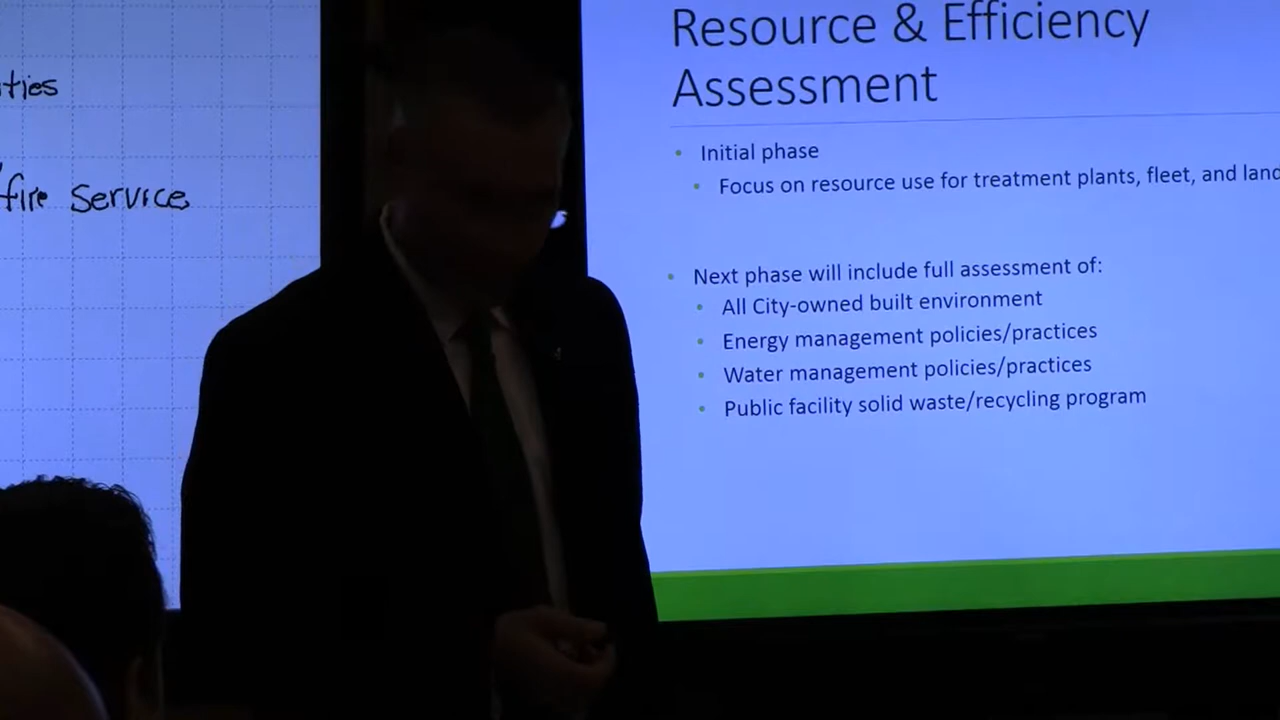 fire service
Resource & Efficiency
Assessment
• Initial phase
• Focus on resource use for treatment plants, fleet, and land
• Next phase will include full assessment of:
• All City-owned built environment
• Energy management policies/practices
• Water management policies/practices
• Public facility solid waste/recycling program